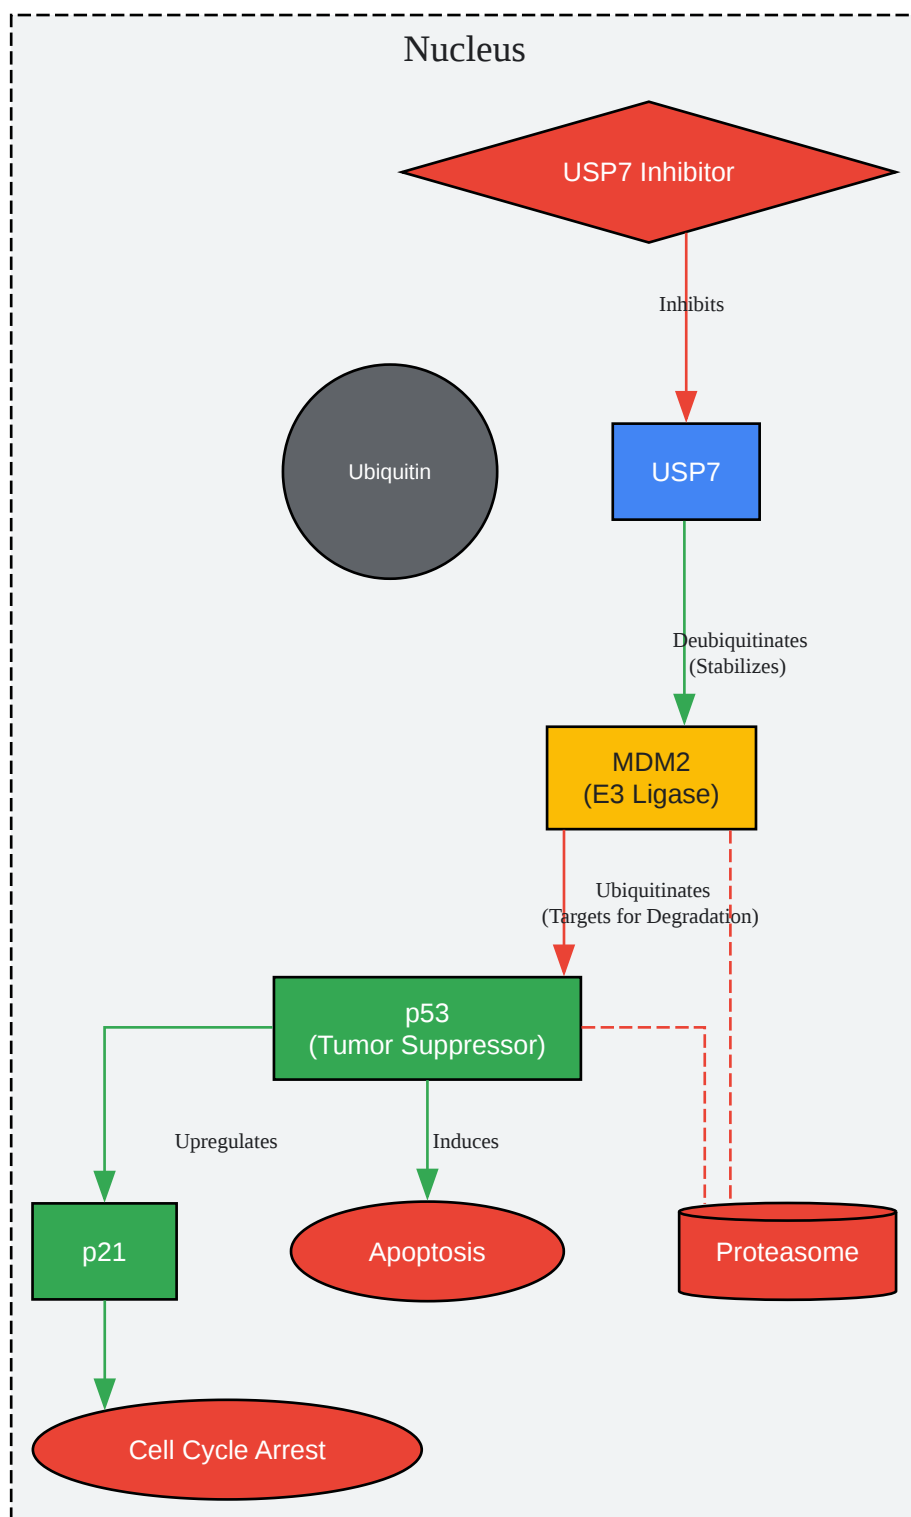 Nucleus
USP7 Inhibitor
Inhibits
Ubiquitin
USP7
Deubiquitinates
(Stabilizes)
MDM2
(E3 Ligase)
Ubiquitinates
(Targets for Degradation)
p53
(Tumor Suppressor)
Upregulates
Induces
p21
Apoptosis
Proteasome
Cell Cycle Arrest